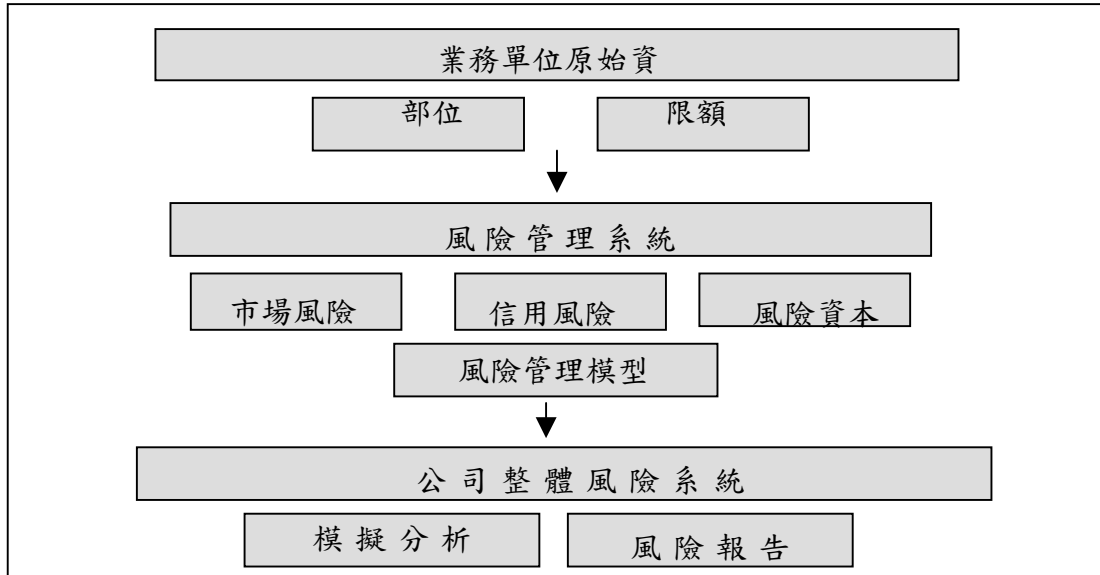 業務單位原始資
部位
限額
風險管理系統
市場風險
信用風險
風險資本
風險管理模型
公司整體風險系統
模擬分析
風險報告